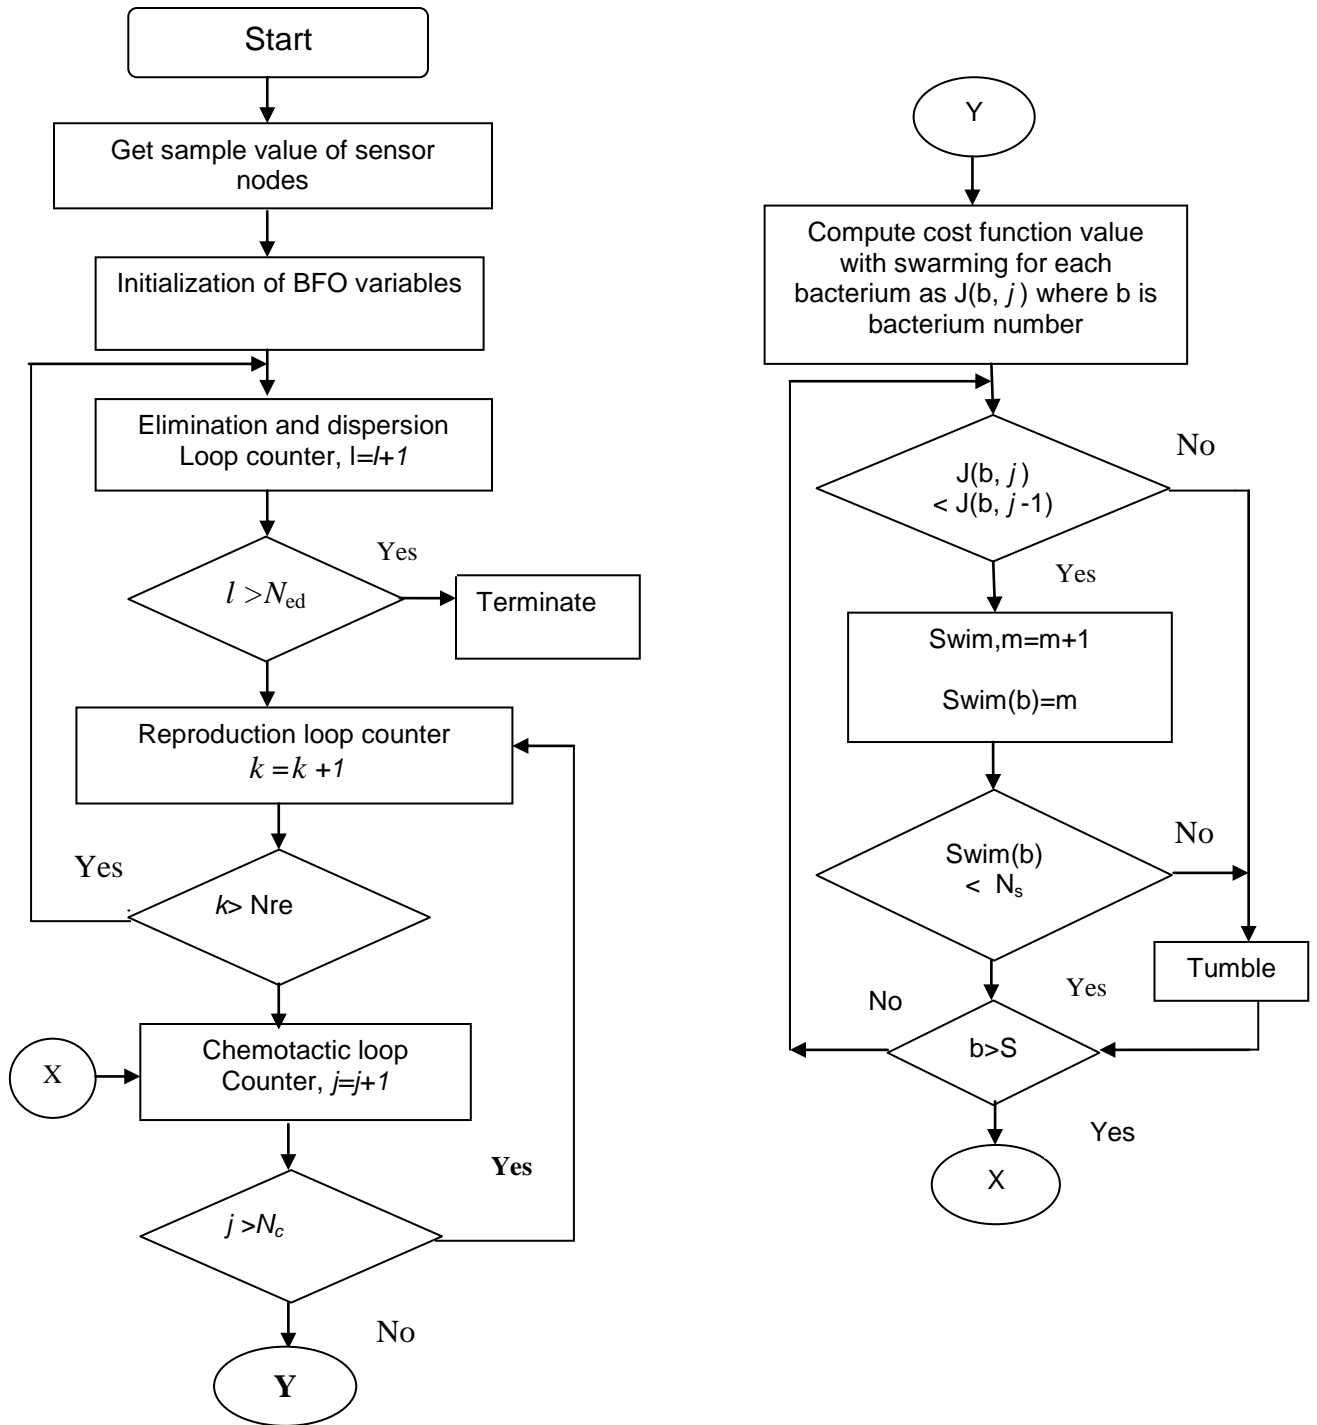 Start
Get sample value of sensor
nodes
Initialization of BFO variables
Elimination and dispersion
Loop counter, l=l+1
l >Ned
Yes
Terminate
Reproduction loop counter
k = k +1
Yes
k> Nre
X
Chemotactic loop
Counter, j=j+1
Yes
j >Nc
No
Y
Y
Compute cost function value
with swarming for each
bacterium as J(b, j ) where b is
bacterium number
No
J(b, j )
< J(b, j -1)
Yes
Swim,m=m+1
Swim(b)=m
No
Swim(b)
< Ns
Tumble
Yes
No
b>S
Yes
X